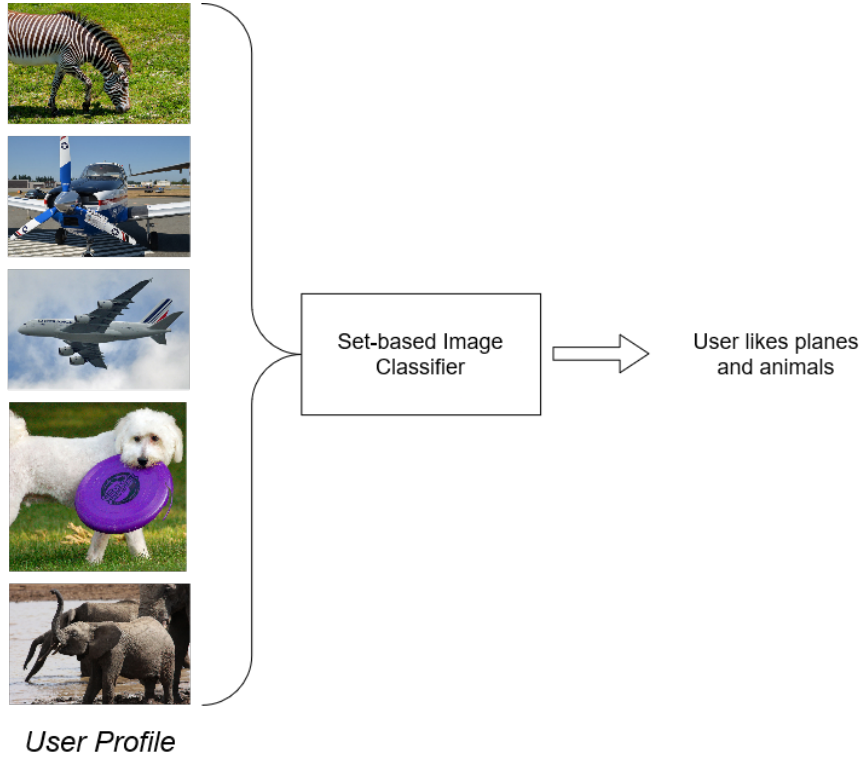 Set-based Image
Classifier
User likes planes
and animals
User Profile